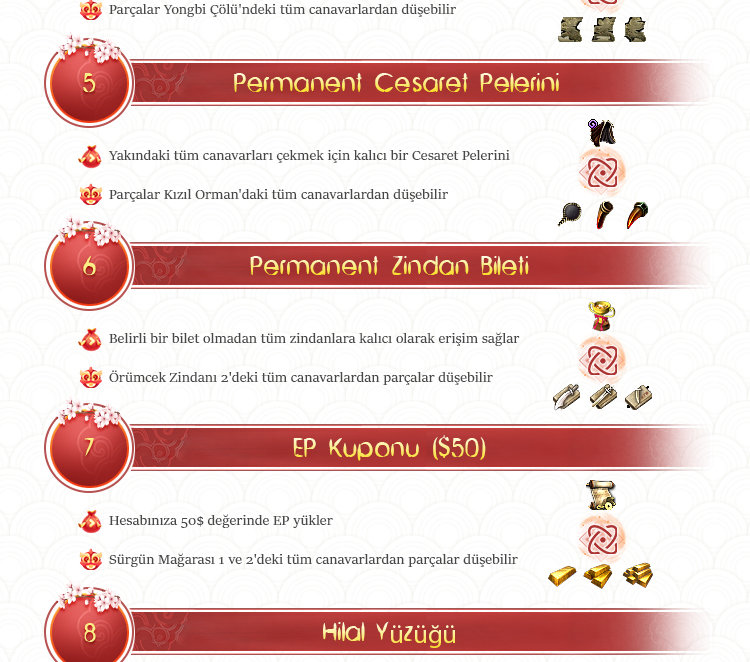 Parçalar Yongbi Çölü'ndeki tüm canavarlardan düşebilir
5
Permanent Cesaret Pelerini
Yakındaki tüm canavarları çekmek için kalıcı bir Cesaret Pelerini
Parçalar Kızıl Orman'daki tüm canavarlardan düşebilir
6
Permanent Zindan Bileti
Belirli bir bilet olmadan tüm zindanlara kalıcı olarak erişim sağlar
Örümcek Zindanı 2'deki tüm canavarlardan parçalar düşebilir
7
EP Kuponu ($50)
Hesabınıza 50$ değerinde EP yükler
Sürgün Mağarası 1 ve 2'deki tüm canavarlardan parçalar düşebilir
8
Hilal Yüzüğü